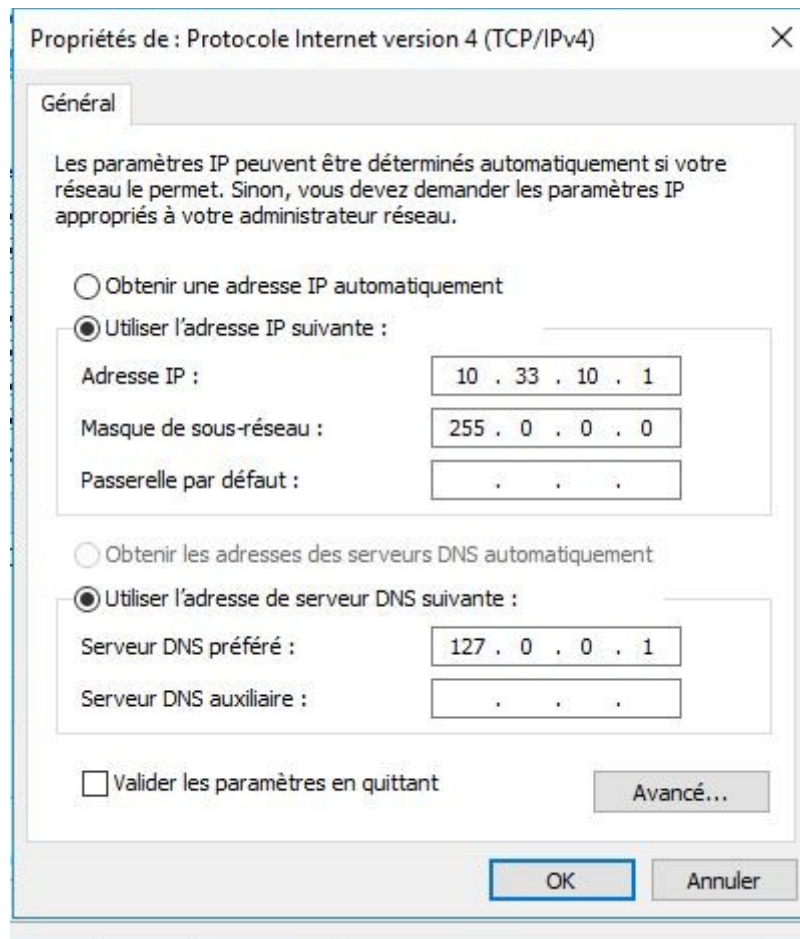 Propriétés de : Protocole Internet version 4 (TCP/IPv4)
Général
Les paramètres IP peuvent être déterminés automatiquement si votre
réseau le permet. Sinon, vous devez demander les paramètres IP
appropriés à votre administrateur réseau.
Obtenir une adresse IP automatiquement
Utiliser l’adresse IP suivante :
Adresse IP : 10 . 33 . 10 . 1
Masque de sous-réseau : 255 . 0 . 0 . 0
Passerelle par défaut : . . .
Obtenir les adresses des serveurs DNS automatiquement
Utiliser l’adresse de serveur DNS suivante :
Serveur DNS préféré : 127 . 0 . 0 . 1
Serveur DNS auxiliaire : . . .
Valider les paramètres en quittant
Avancé...
OK Annuler